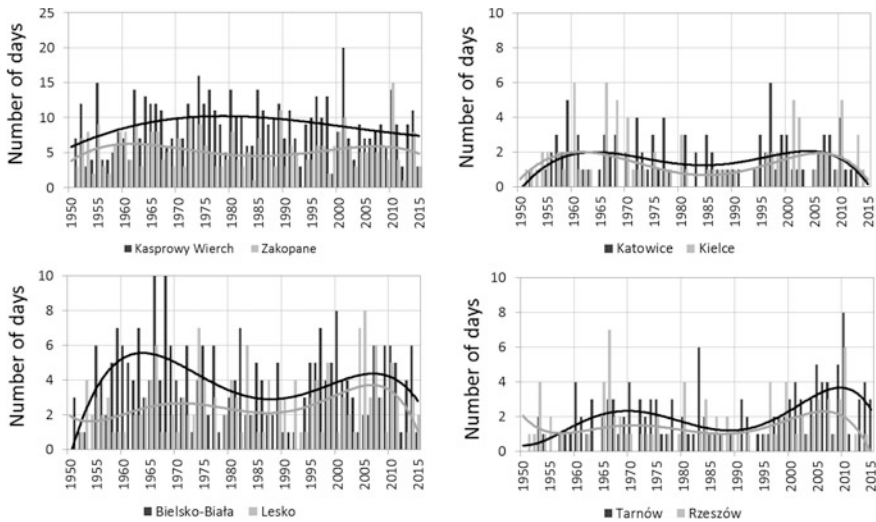 Number of days
25
20
15
10
5
0
1950 1955 1960 1965 1970 1975 1980 1985 1990 1995 2000 2005 2010 2015
Kasprowy Wierch Zakopane
Number of days
10
8
6
4
2
0
1950 1955 1960 1965 1970 1975 1980 1985 1990 1995 2000 2005 2010 2015
Katowice Kielce
Number of days
10
8
6
4
2
0
1950 1955 1960 1965 1970 1975 1980 1985 1990 1995 2000 2005 2010 2015
Bielsko-Biała Lesko
Number of days
10
8
6
4
2
0
1950 1955 1960 1965 1970 1975 1980 1985 1990 1995 2000 2005 2010 2015
Tarnów Rzeszów